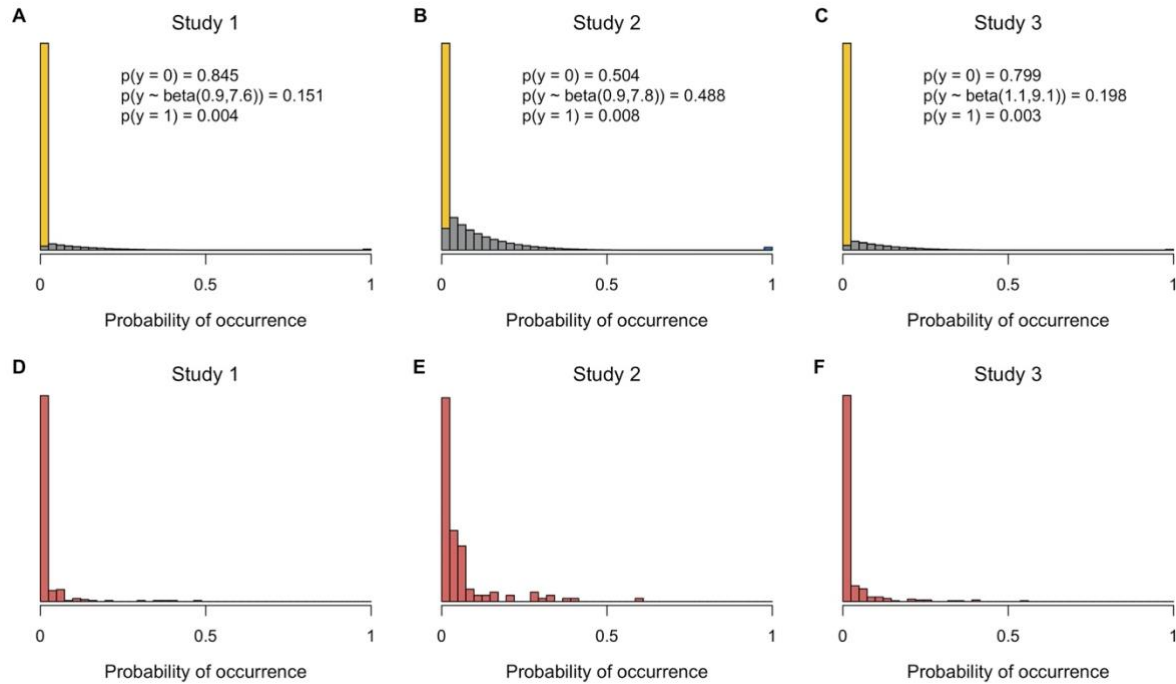 A
Study 1
p(y = 0) = 0.845
p(y ~ beta(0.9,7.6)) = 0.151
p(y = 1) = 0.004
0
0.5
1
Probability of occurrence
B
Study 2
p(y = 0) = 0.504
p(y ~ beta(0.9,7.8)) = 0.488
p(y = 1) = 0.008
0
0.5
1
Probability of occurrence
C
Study 3
p(y = 0) = 0.799
p(y ~ beta(1.1,9.1)) = 0.198
p(y = 1) = 0.003
0
0.5
1
Probability of occurrence
D
Study 1
0
0.5
1
Probability of occurrence
E
Study 2
0
0.5
1
Probability of occurrence
F
Study 3
0
0.5
1
Probability of occurrence